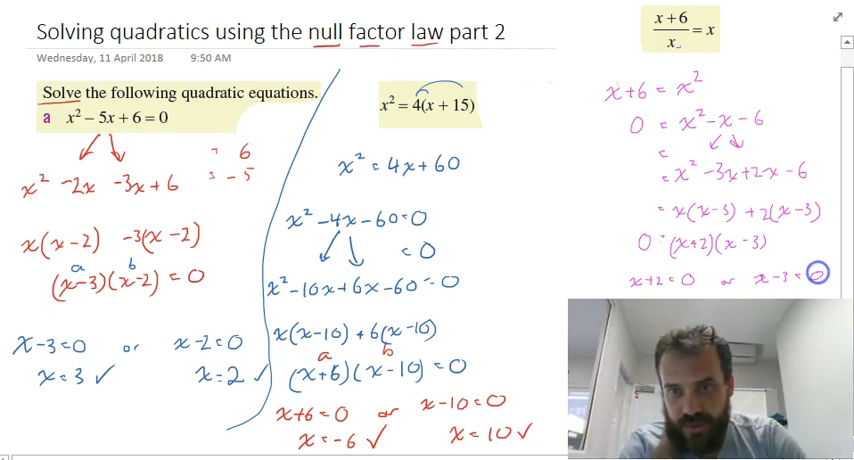 Solving quadratics using the null factor law part 2
Wednesday, 11 April 2018 9:50 AM
Solve the following quadratic equations.
a x² − 5x + 6 = 0
6
− 5
x² −2x −3x + 6
x(x − 2) −3(x − 2)
a b
(x−3)(x−2) = 0
x−3=0 or x−2=0
x=3 ✓ x=2 ✓
x² = 4(x + 15)
x² = 4x + 60
x² − 4x − 60 = 0
= 0
x² − 10x + 6x − 60 = 0
x(x−10) + 6(x−10)
a b
(x+6)(x−10) = 0
x+6=0 or x−10=0
x=−6 ✓ x=10 ✓
x + 6
x
= x
x+6 = x²
0 = x² − x − 6
=
= x² − 3x + 2x − 6
= x(x−3) + 2(x−3)
0 = (x+2)(x−3)
x+2=0 or x−3=0